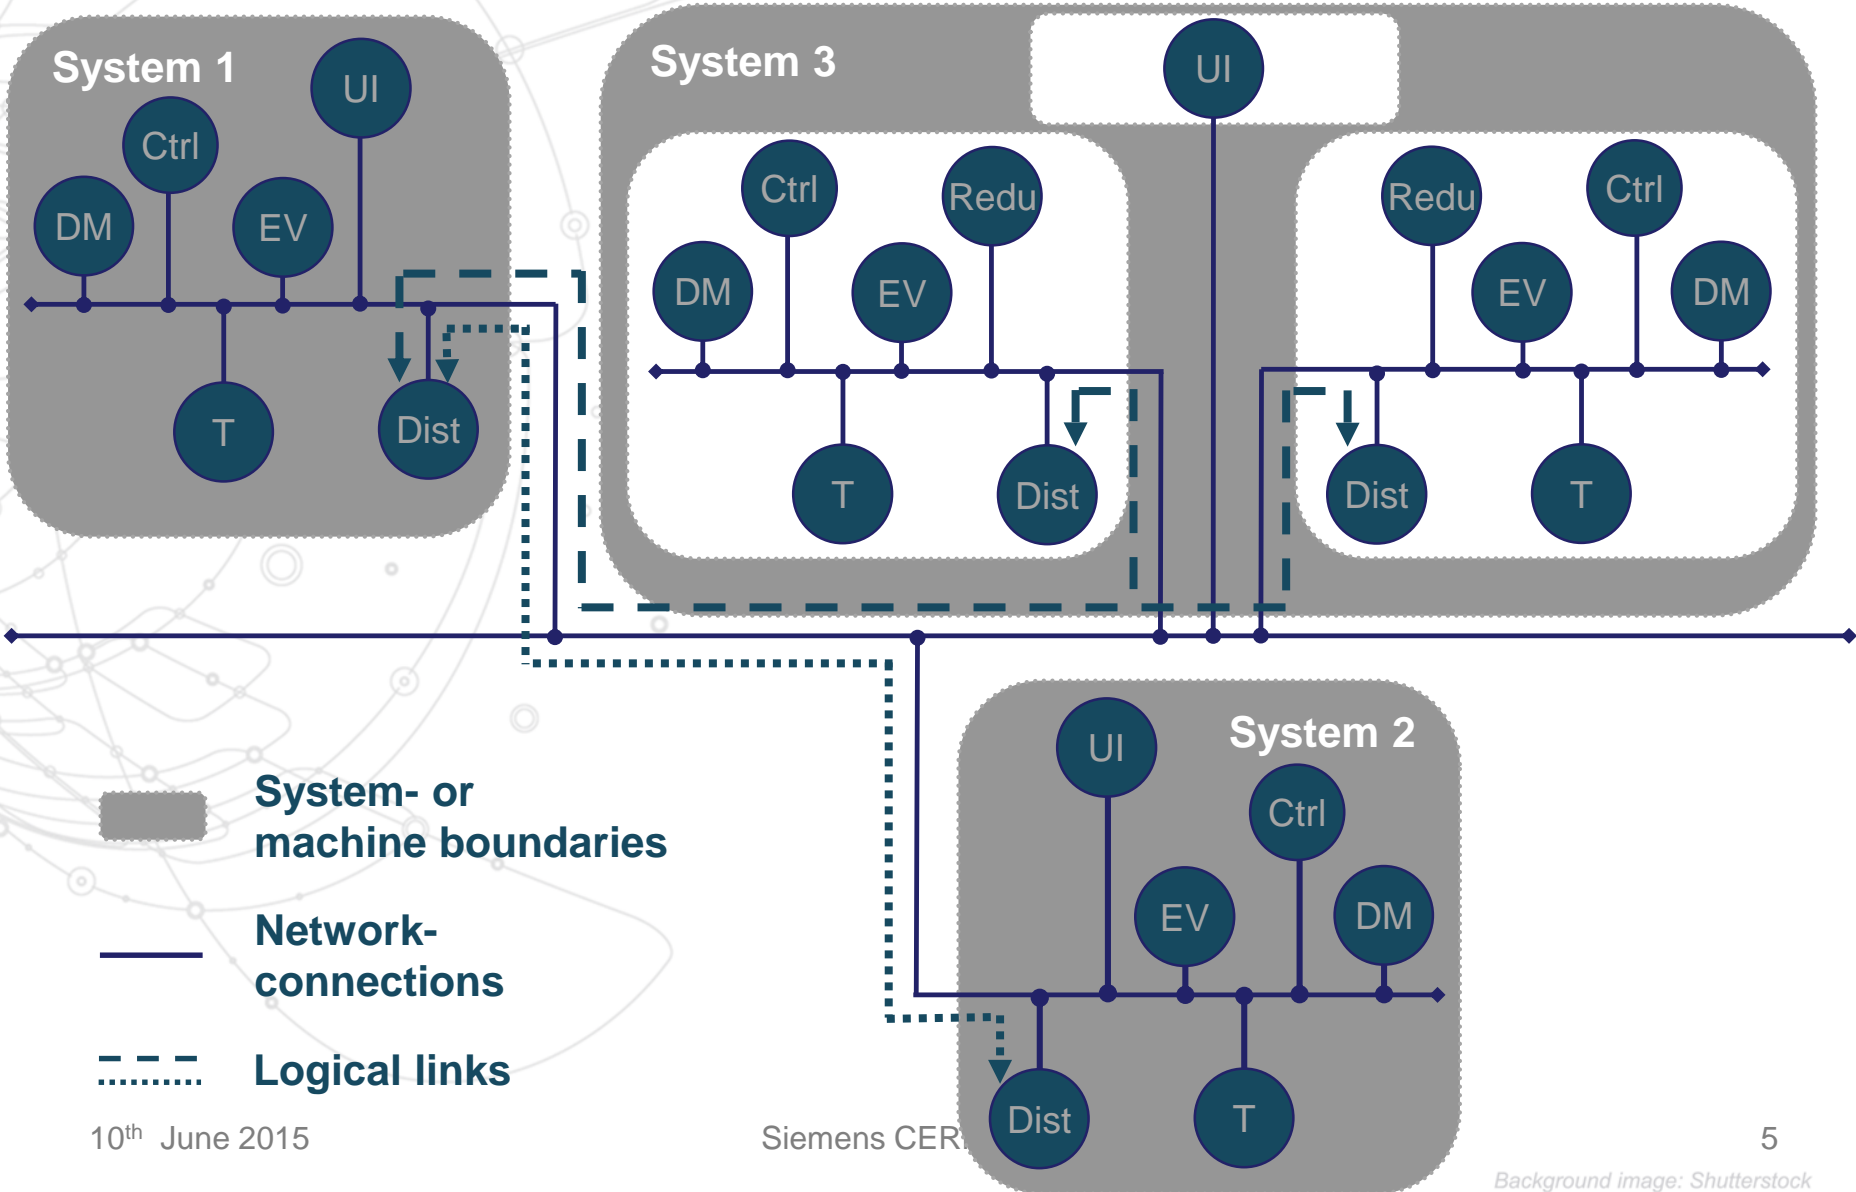 System 1
UI
Ctrl
DM
EV
T
Dist
System 3
UI
Ctrl
Redu
DM
EV
T
Dist
Redu
Ctrl
EV
DM
Dist
T
System 2
UI
Ctrl
EV
DM
Dist
T
System- or
machine boundaries
Network-
connections
Logical links
10th June 2015
Siemens
5
Background image: Shutterstock